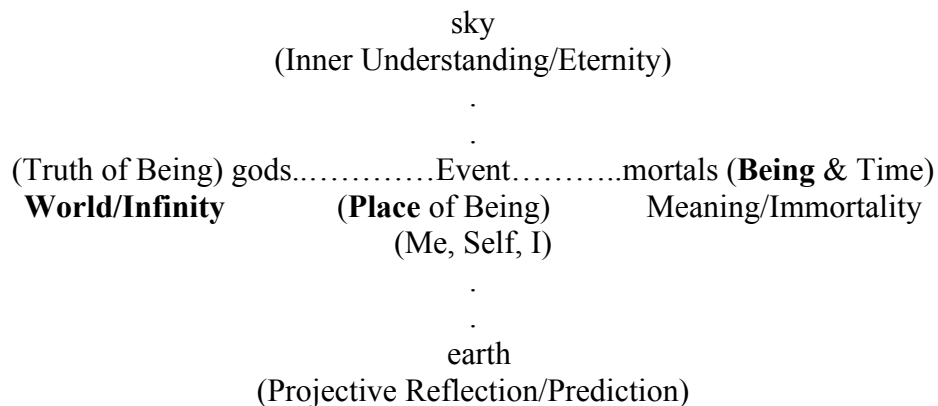 sky
(Inner Understanding/Eternity)
.
.
(Truth of Being) gods..…………Event………..mortals (Being & Time)
World/Infinity (Place of Being) Meaning/Immortality
(Me, Self, I)
.
.
earth
(Projective Reflection/Prediction)